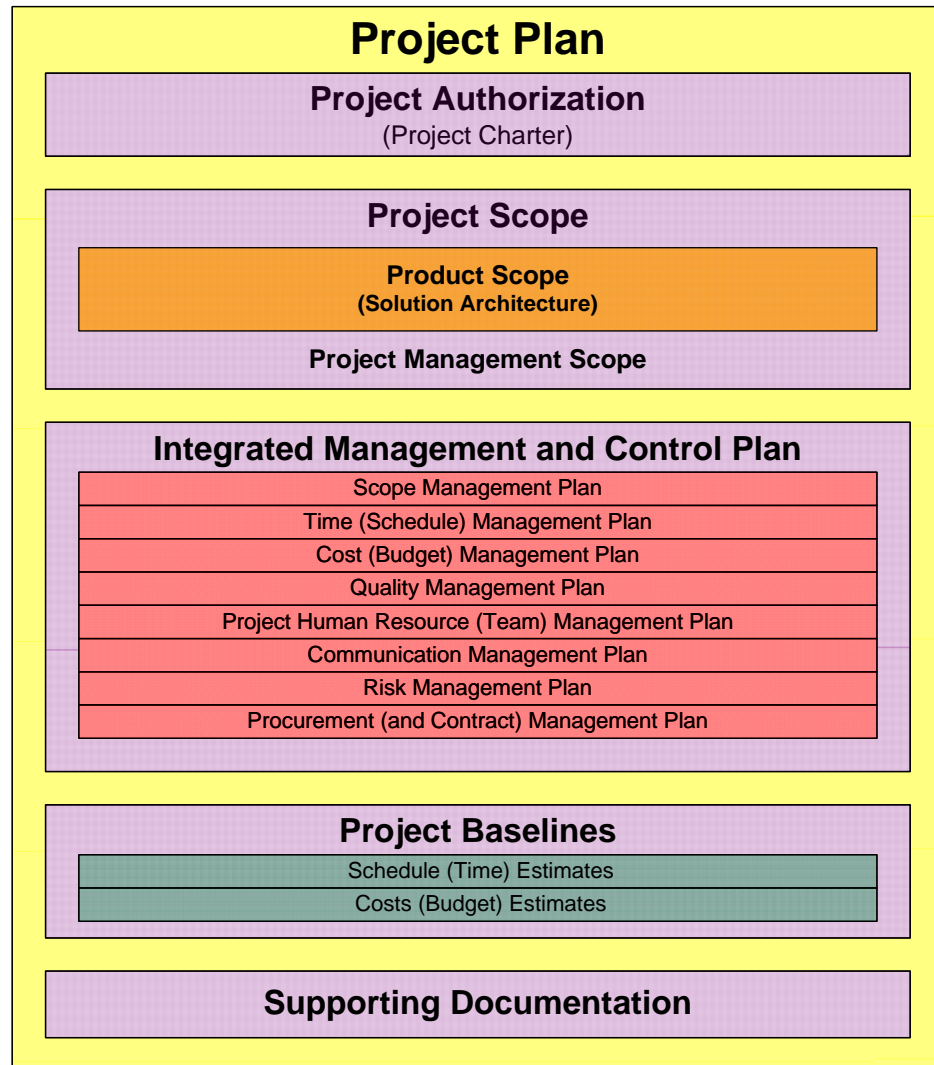 Project Plan
Project Authorization
(Project Charter)
Project Scope
Product Scope
(Solution Architecture)
Project Management Scope
Integrated Management and Control Plan
Scope Management Plan
Time (Schedule) Management Plan
Cost (Budget) Management Plan
Quality Management Plan
Project Human Resource (Team) Management Plan
Communication Management Plan
Risk Management Plan
Procurement (and Contract) Management Plan
Project Baselines
Schedule (Time) Estimates
Costs (Budget) Estimates
Supporting Documentation